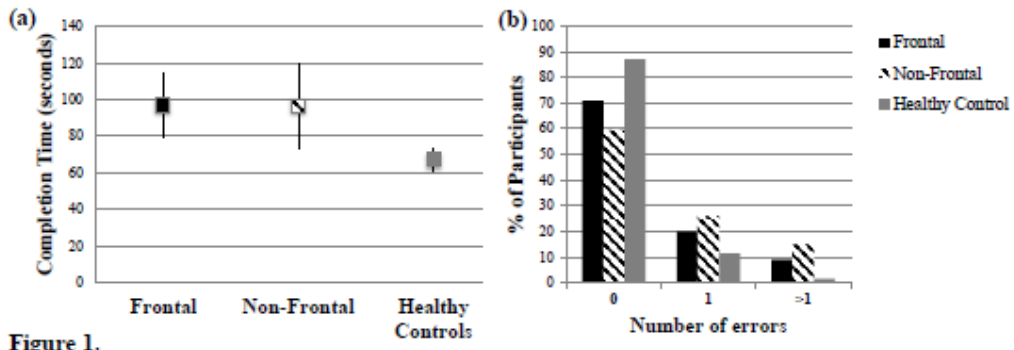 (a)
Completion Time (seconds)
140
120
100
80
60
40
20
0
Frontal Non-Frontal Healthy
Controls
(b)
% of Participants
100
90
80
70
60
50
40
30
20
10
0
0 1 >1
Number of errors
Frontal
Non-Frontal
Healthy Control
Figure 1.